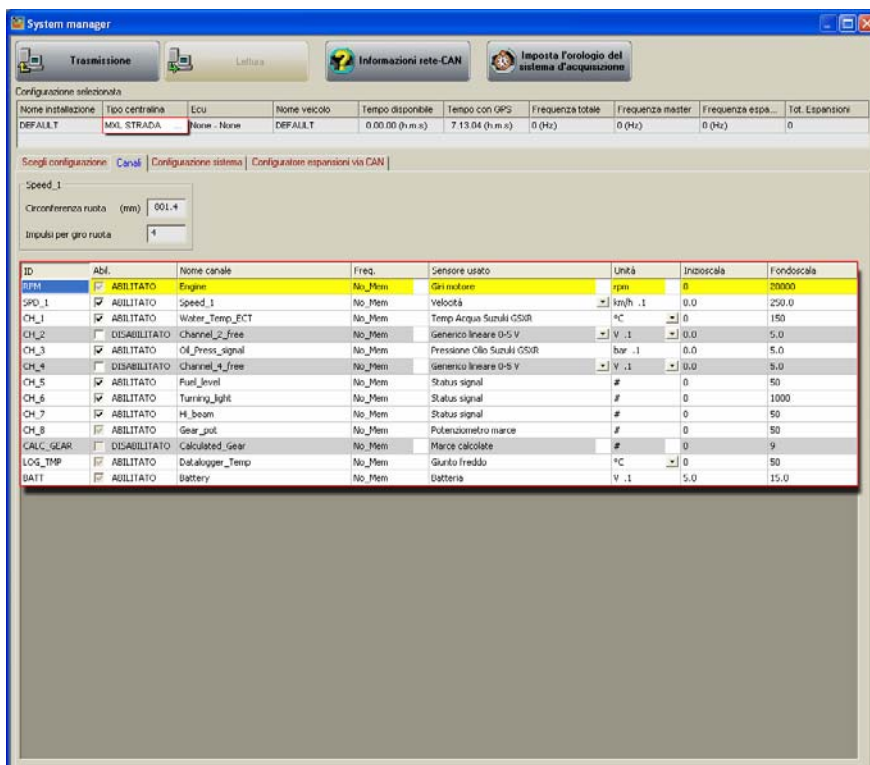 System manager
Trasmissione Lettura Informazioni rete-CAN Imposta l'orologio del sistema d'acquisizione
Configurazione selezionata
Nome installazione Tipo centralina Ecu Nome veicolo Tempo disponibile Tempo con GPS Frequenza totale Frequenza master Frequenza espa... Tot. Espansioni
DEFAULT MXL STRADA ... None - None DEFAULT 0.00.00 (h.m.s) 7.13.04 (h.m.s) 0 (Hz) 0 (Hz) 0 (Hz) 0
Scegli configurazione Canali Configurazione sistema Configuratore espansioni via CAN
Speed_1
Circonferenza ruota (mm) 001.4
Impulsi per giro ruota 4
ID Abil. Nome canale Freq. Sensore usato Unità Inizioscala Fondoscala
RPM ABILITATO Engine No_Mem Giri motore rpm 0 20000
SPD_1 ABILITATO Speed_1 No_Mem Velocità km/h .1 0.0 250.0
CH_1 ABILITATO Water_Temp_ECT No_Mem Temp Acqua Suzuki GSXR °C 0 150
CH_2 DISABILITATO Channel_2_free No_Mem Generico lineare 0-5 V V .1 0.0 5.0
CH_3 ABILITATO Oil_Press_signal No_Mem Pressione Olio Suzuki GSXR bar .1 0.0 5.0
CH_4 DISABILITATO Channel_4_free No_Mem Generico lineare 0-5 V V .1 0.0 5.0
CH_5 ABILITATO Fuel_level No_Mem Status signal # 0 50
CH_6 ABILITATO Turning_light No_Mem Status signal # 0 1000
CH_7 ABILITATO Hi_beam No_Mem Status signal # 0 50
CH_8 ABILITATO Gear_pot No_Mem Potenziometro marce # 0 50
CALC_GEAR DISABILITATO Calculated_Gear No_Mem Marce calcolate # 0 9
LOG_TMP ABILITATO Datalogger_Temp No_Mem Giunto freddo °C 0 50
BATT ABILITATO Battery No_Mem Batteria V .1 5.0 15.0